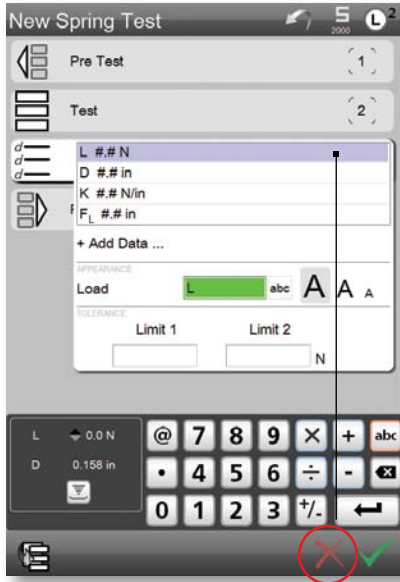 New Spring Test
S
2000
L 2
Pre Test
1
Test
2
d
d
d
L #.# N
D #.# in
K #.# N/in
FL #.# in
+ Add Data ...
APPEARANCE
Load
L
abc
A A A
TOLERANCE
Limit 1 Limit 2
N
L 0.0 N
D 0.158 in
@ 7 8 9 × + abc
• 4 5 6 ÷ -
0 1 2 3 +/-